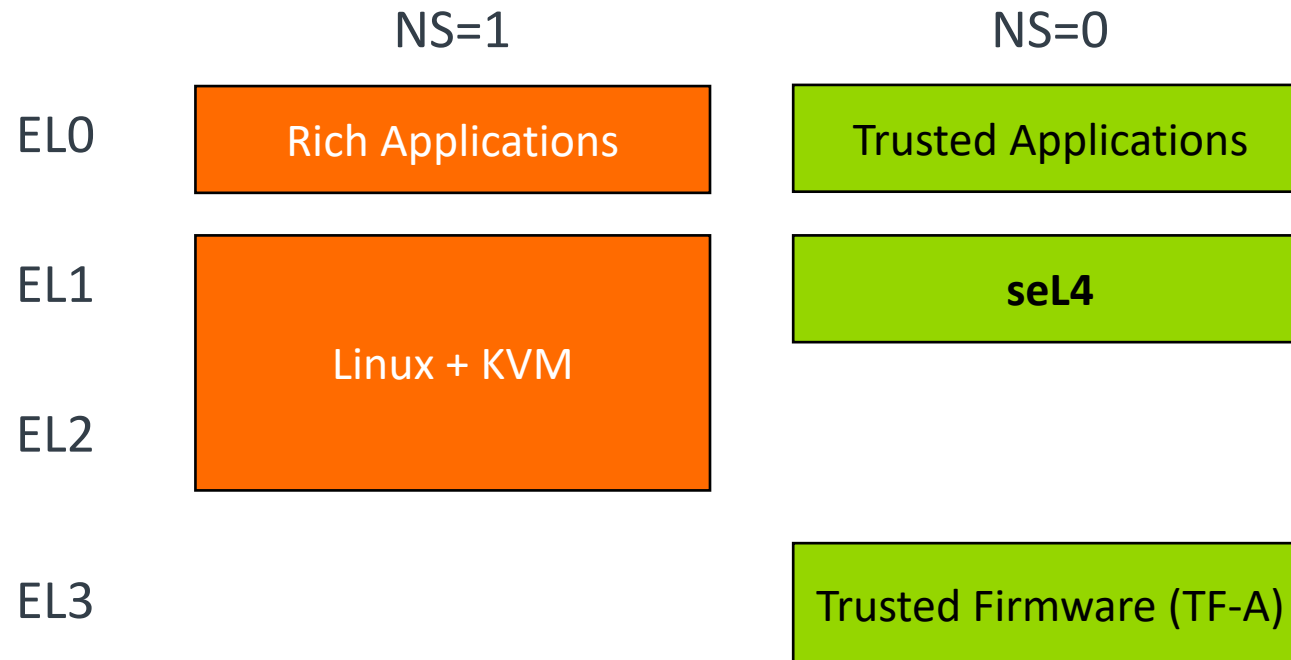 NS=1
NS=0
EL0
Rich Applications
Trusted Applications
EL1
seL4
Linux + KVM
EL2
EL3
Trusted Firmware (TF-A)